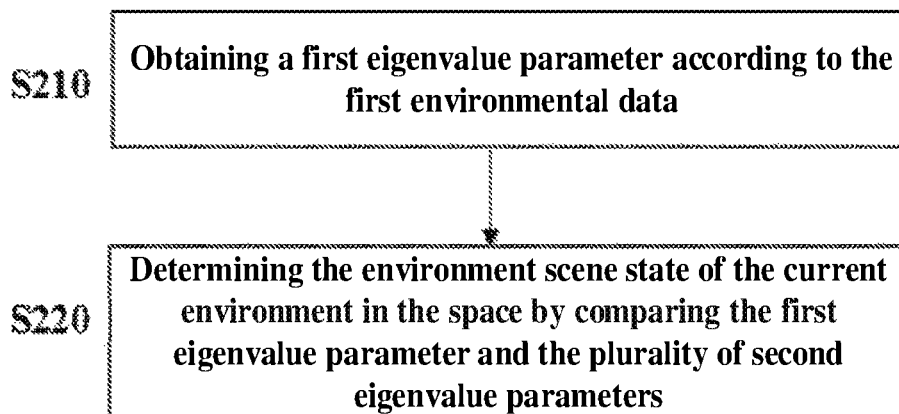 S210
Obtaining a first eigenvalue parameter according to the
first environmental data
S220
Determining the environment scene state of the current
environment in the space by comparing the first
eigenvalue parameter and the plurality of second
eigenvalue parameters